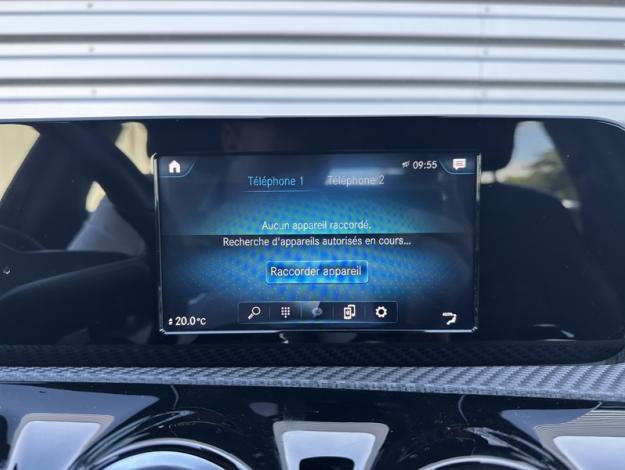 09:55
Téléphone 1 Téléphone 2
Aucun appareil raccordé.
Recherche d'appareils autorisés en cours...
Raccorder appareil
20.0°C